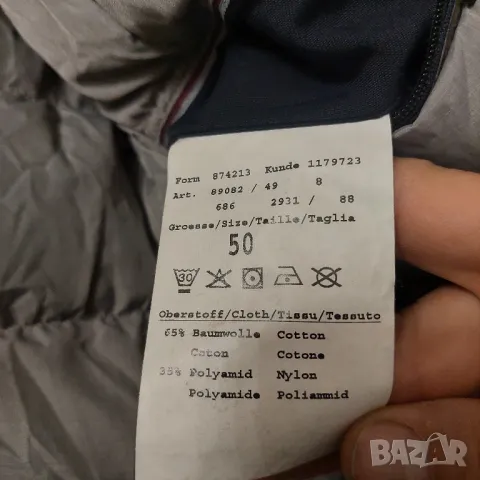 Form 874213 Kunde 1179723
Art. 89082 / 49 8
686 2931 / 88
Groesse/Size/Taille/Taglia
50
30
Oberstoff/Cloth/Tissu/Tessuto
65% Baumwolle Cotton
Coton Cotone
35% Polyamid Nylon
Polyamide Poliammid
BAZAR
bg